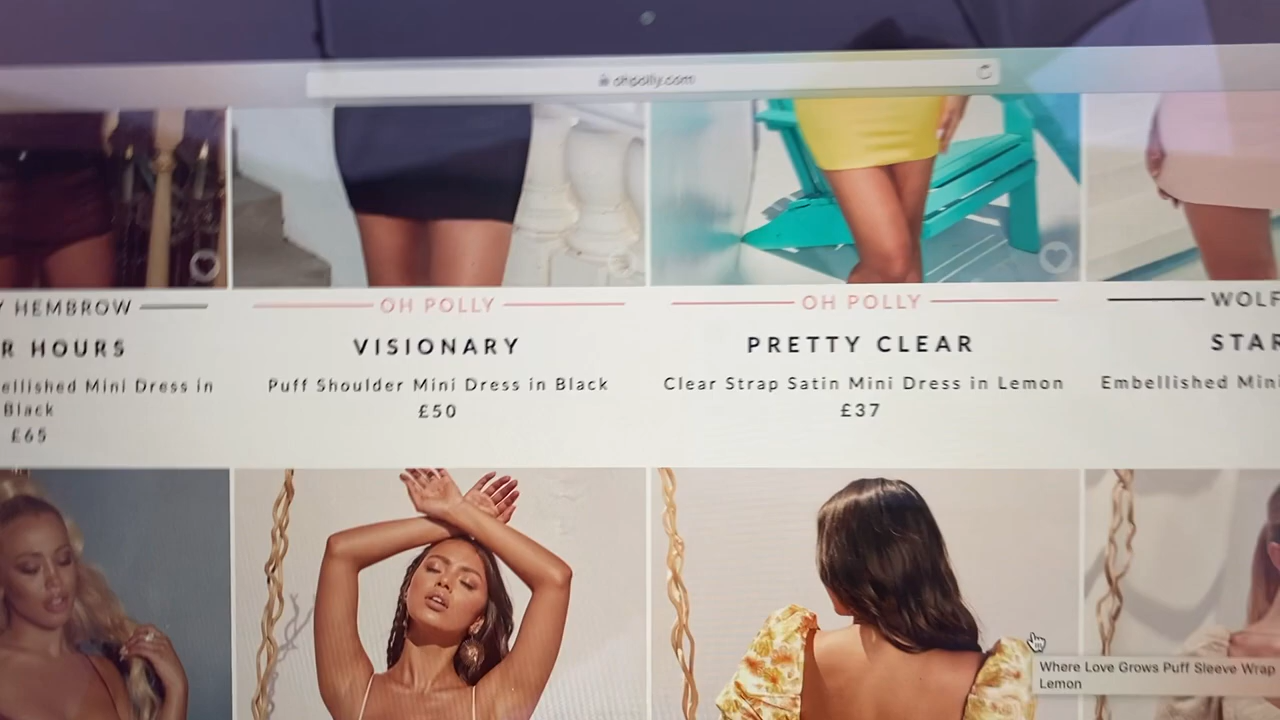 ohpolly.com
Y HEMBROW
OH POLLY
OH POLLY
WOLF
R HOURS
VISIONARY
PRETTY CLEAR
STAR
ellished Mini Dress in
Black
Puff Shoulder Mini Dress in Black
Clear Strap Satin Mini Dress in Lemon
Embellished Mini
£65
£50
£37
Where Love Grows Puff Sleeve Wrap
Lemon